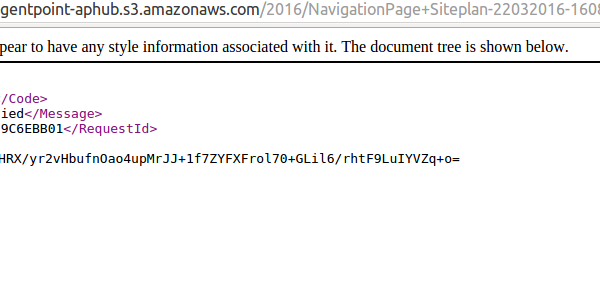 gentpoint-aphub.s3.amazonaws.com/2016/NavigationPage+Siteplan-22032016-1608
pear to have any style information associated with it. The document tree is shown below.
/Code>
ied</Message>
9C6EBB01</RequestId>
HRX/yr2vHbufnOao4upMrJJ+1f7ZYFXFrol70+GLil6/rhtF9LuIYVZq+o=